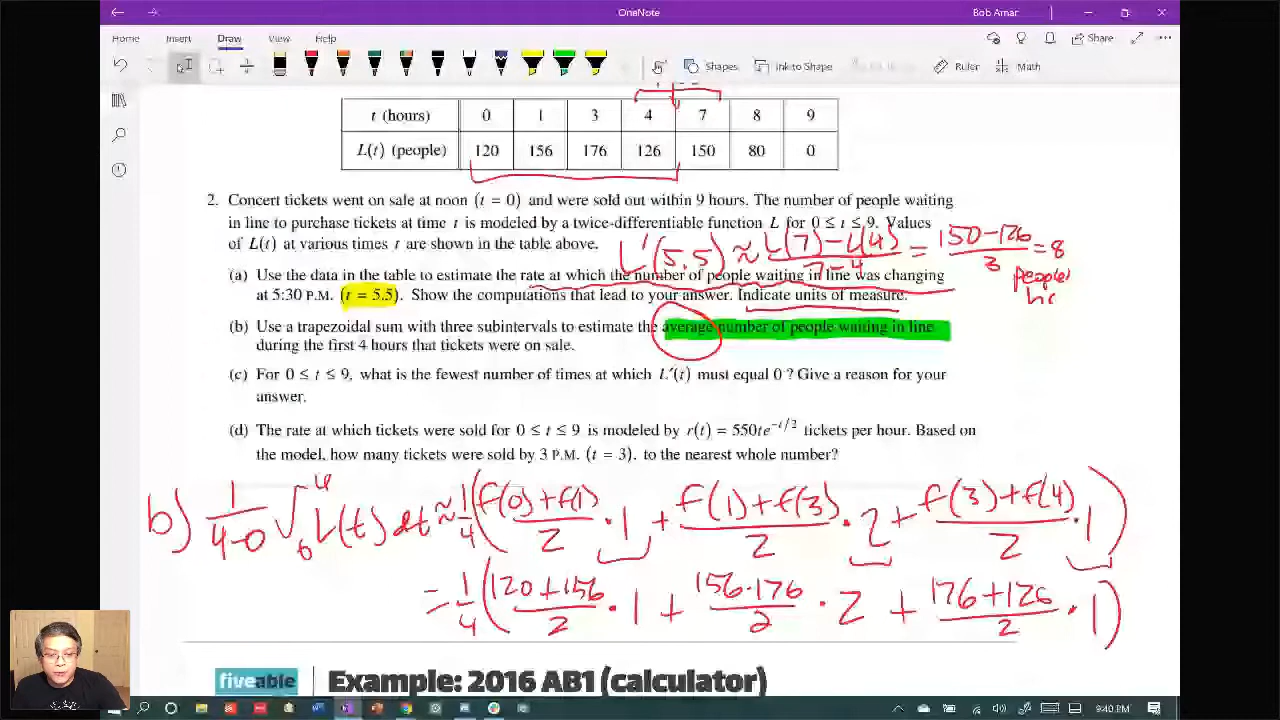 OneNote
Bob Amar
Home Insert Draw View Help
Shapes Ink to Shape Ruler Math Share
t (hours) 0 1 3 4 7 8 9
L(t) (people) 120 156 176 126 150 80 0
2. Concert tickets went on sale at noon (t = 0) and were sold out within 9 hours. The number of people waiting
in line to purchase tickets at time t is modeled by a twice-differentiable function L for 0 ≤ t ≤ 9. Values
of L(t) at various times t are shown in the table above.
L'(5.5) ≈ L(7)-L(4) / 7-4 = 150-126 / 3 = 8
people/
hr
(a) Use the data in the table to estimate the rate at which the number of people waiting in line was changing
at 5:30 P.M. (t = 5.5). Show the computations that lead to your answer. Indicate units of measure.
(b) Use a trapezoidal sum with three subintervals to estimate the average number of people waiting in line
during the first 4 hours that tickets were on sale.
(c) For 0 ≤ t ≤ 9, what is the fewest number of times at which L′(t) must equal 0? Give a reason for your
answer.
(d) The rate at which tickets were sold for 0 ≤ t ≤ 9 is modeled by r(t) = 550te^{-t/2} tickets per hour. Based on
the model, how many tickets were sold by 3 P.M. (t = 3), to the nearest whole number?
b) 1/(4-0) ∫_0^4 L(t) dt ≈ 1/4 ( f(0)+f(1) / 2 · 1 + f(1)+f(3) / 2 · 2 + f(3)+f(4) / 2 · 1 )
= 1/4 ( 120+156 / 2 · 1 + 156·176 / 2 · 2 + 176+126 / 2 · 1 )
fiveable Example: 2016 AB1 (calculator)
9:40 PM